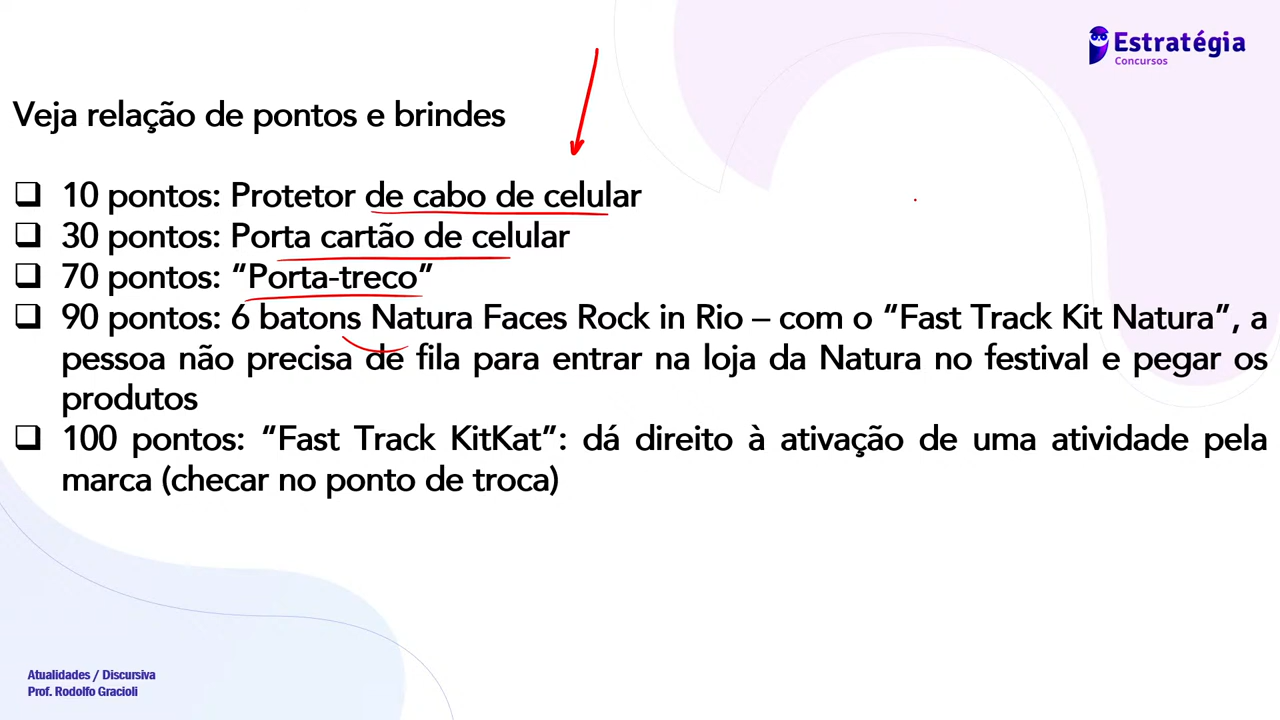 Estratégia
Concursos
Veja relação de pontos e brindes
❑ 10 pontos: Protetor de cabo de celular
❑ 30 pontos: Porta cartão de celular
❑ 70 pontos: “Porta-treco”
❑ 90 pontos: 6 batons Natura Faces Rock in Rio – com o “Fast Track Kit Natura”, a
pessoa não precisa de fila para entrar na loja da Natura no festival e pegar os
produtos
❑ 100 pontos: “Fast Track KitKat”: dá direito à ativação de uma atividade pela
marca (checar no ponto de troca)
Atualidades / Discursiva
Prof. Rodolfo Gracioli